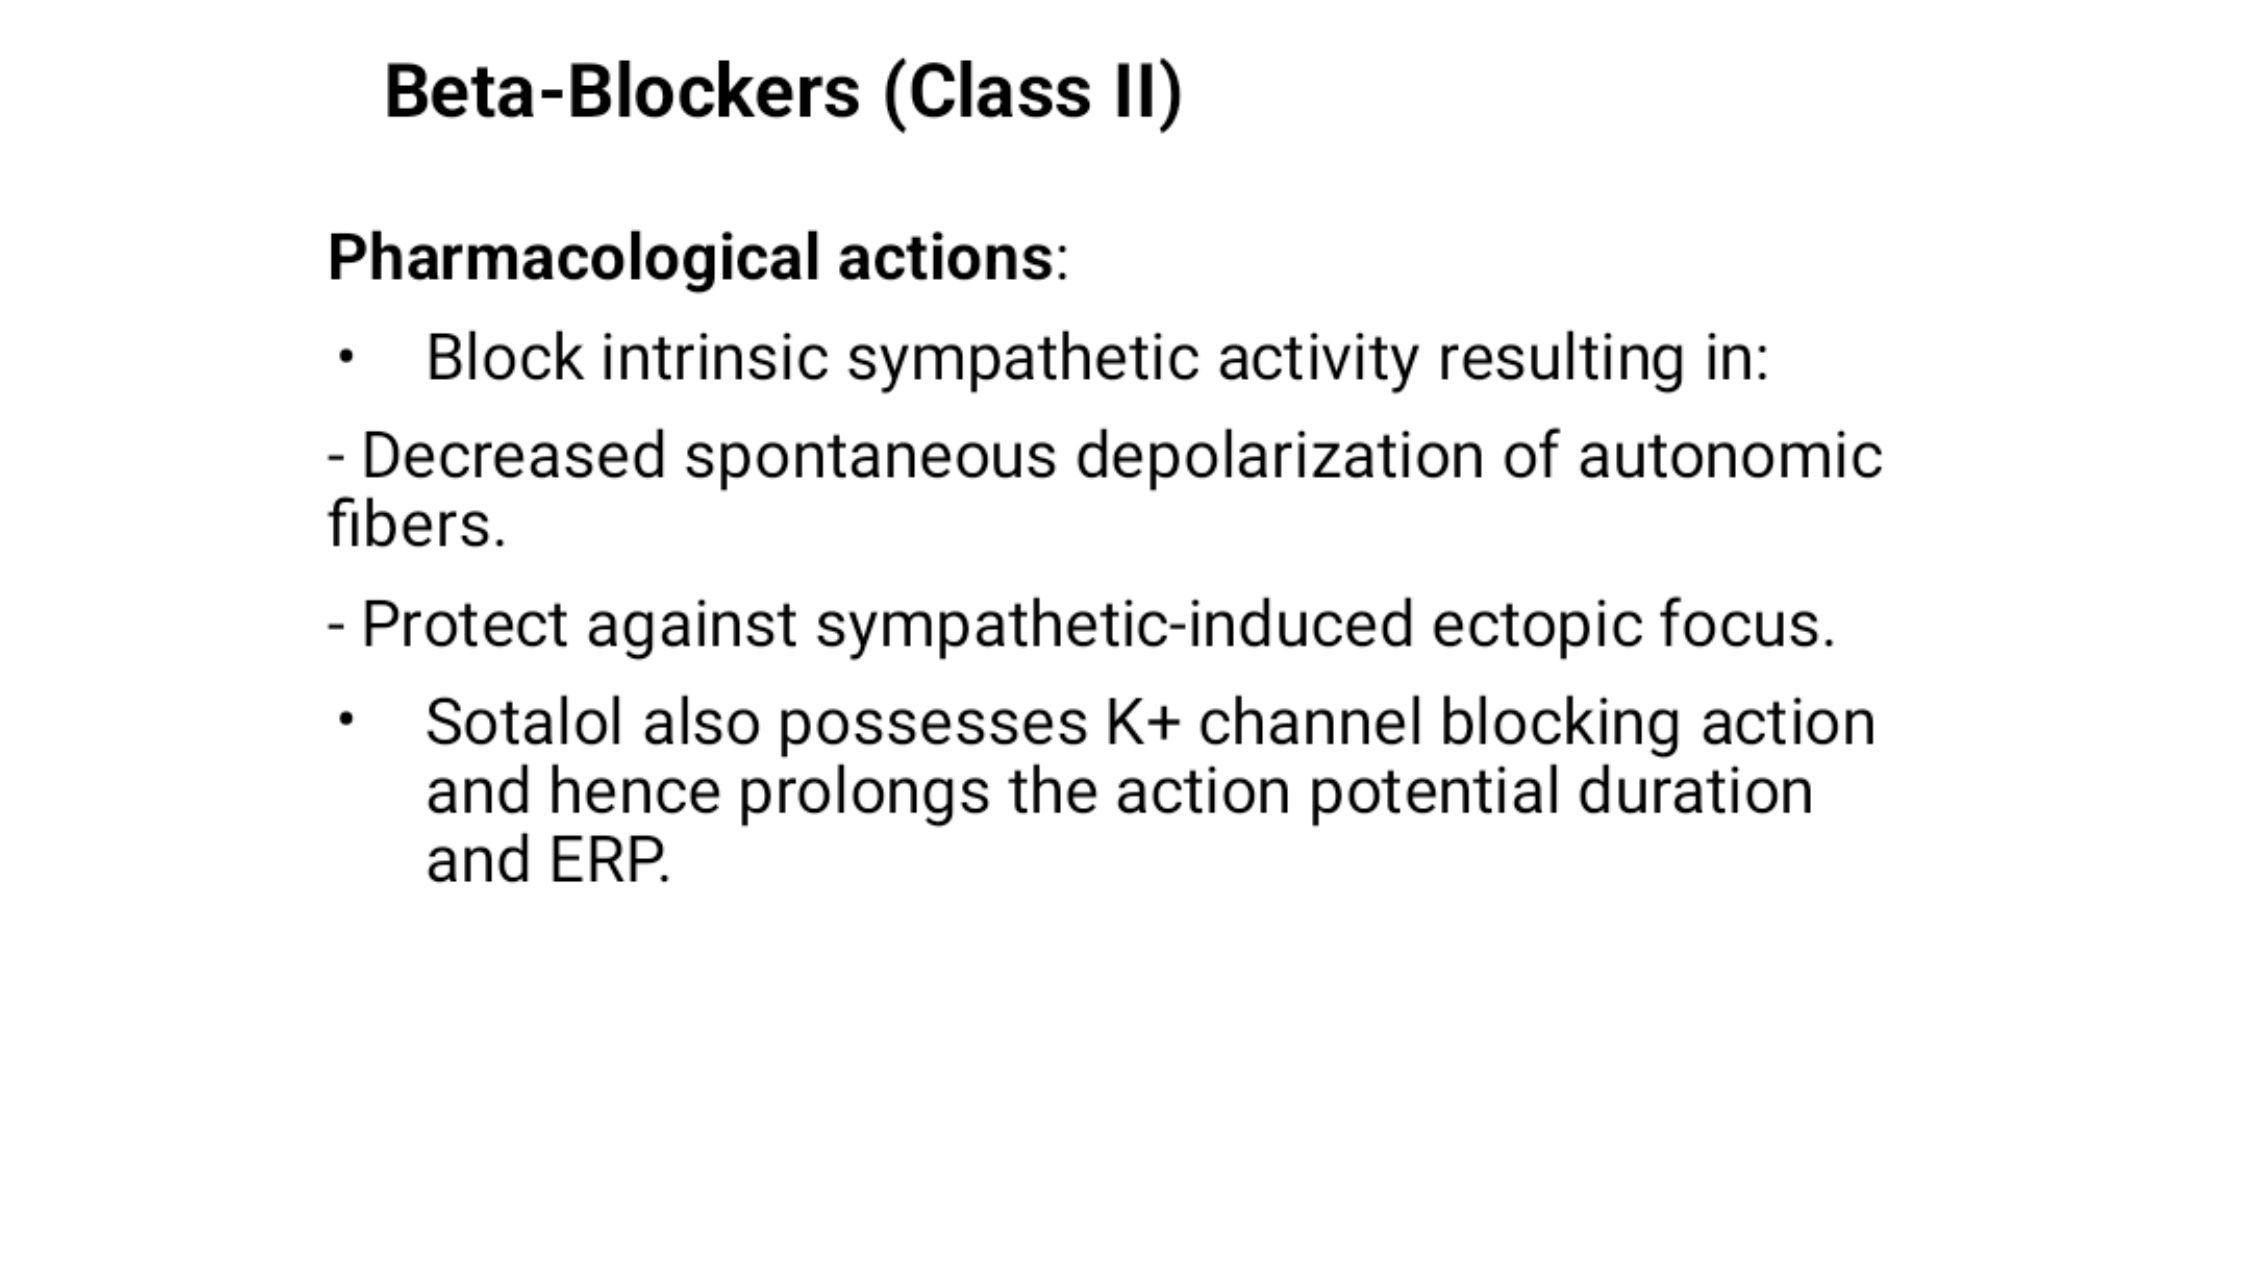 Beta-Blockers (Class II)
Pharmacological actions:
• Block intrinsic sympathetic activity resulting in:
- Decreased spontaneous depolarization of autonomic
fibers.
- Protect against sympathetic-induced ectopic focus.
• Sotalol also possesses K+ channel blocking action
and hence prolongs the action potential duration
and ERP.